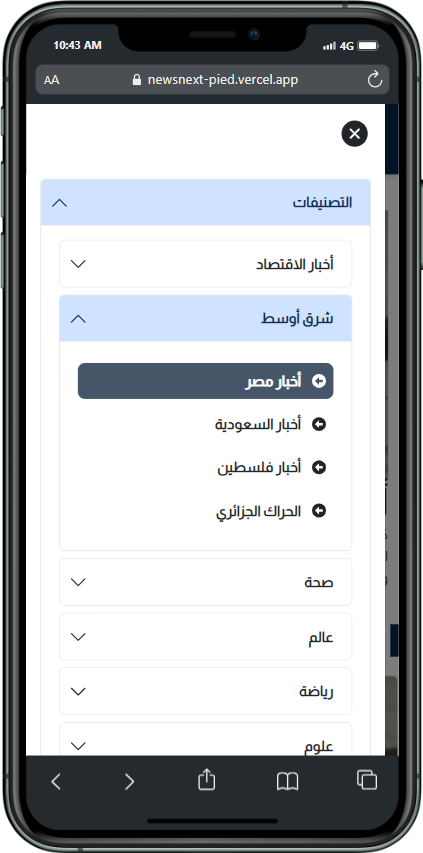 10:43 AM 4G
AA newsnext-pied.vercel.app
التصنيفات
أخبار الاقتصاد
شرق أوسط
أخبار مصر
أخبار السعودية
أخبار فلسطين
الحراك الجزائري
صحة
عالم
رياضة
علوم